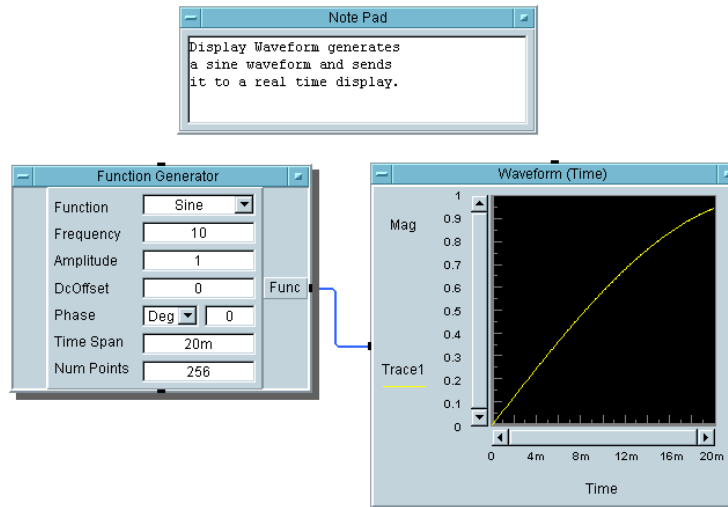 Note Pad
Display Waveform generates
a sine waveform and sends
it to a real time display.
Function Generator
Function Sine
Frequency 10
Amplitude 1
DcOffset 0
Func
Phase Deg 0
Time Span 20m
Num Points 256
Waveform (Time)
Mag
1
0.9
0.8
0.7
0.6
0.5
0.4
0.3
0.2
0.1
0
Trace1
0 4m 8m 12m 16m 20m
Time